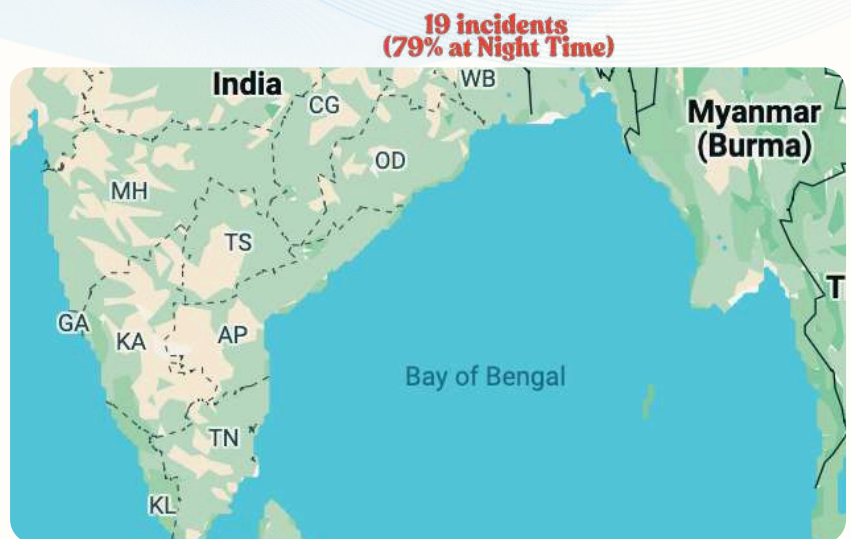 19 incidents
(79% at Night Time)
India
WB
CG
Myanmar
(Burma)
OD
MH
TS
T
GA
KA
AP
Bay of Bengal
TN
KL